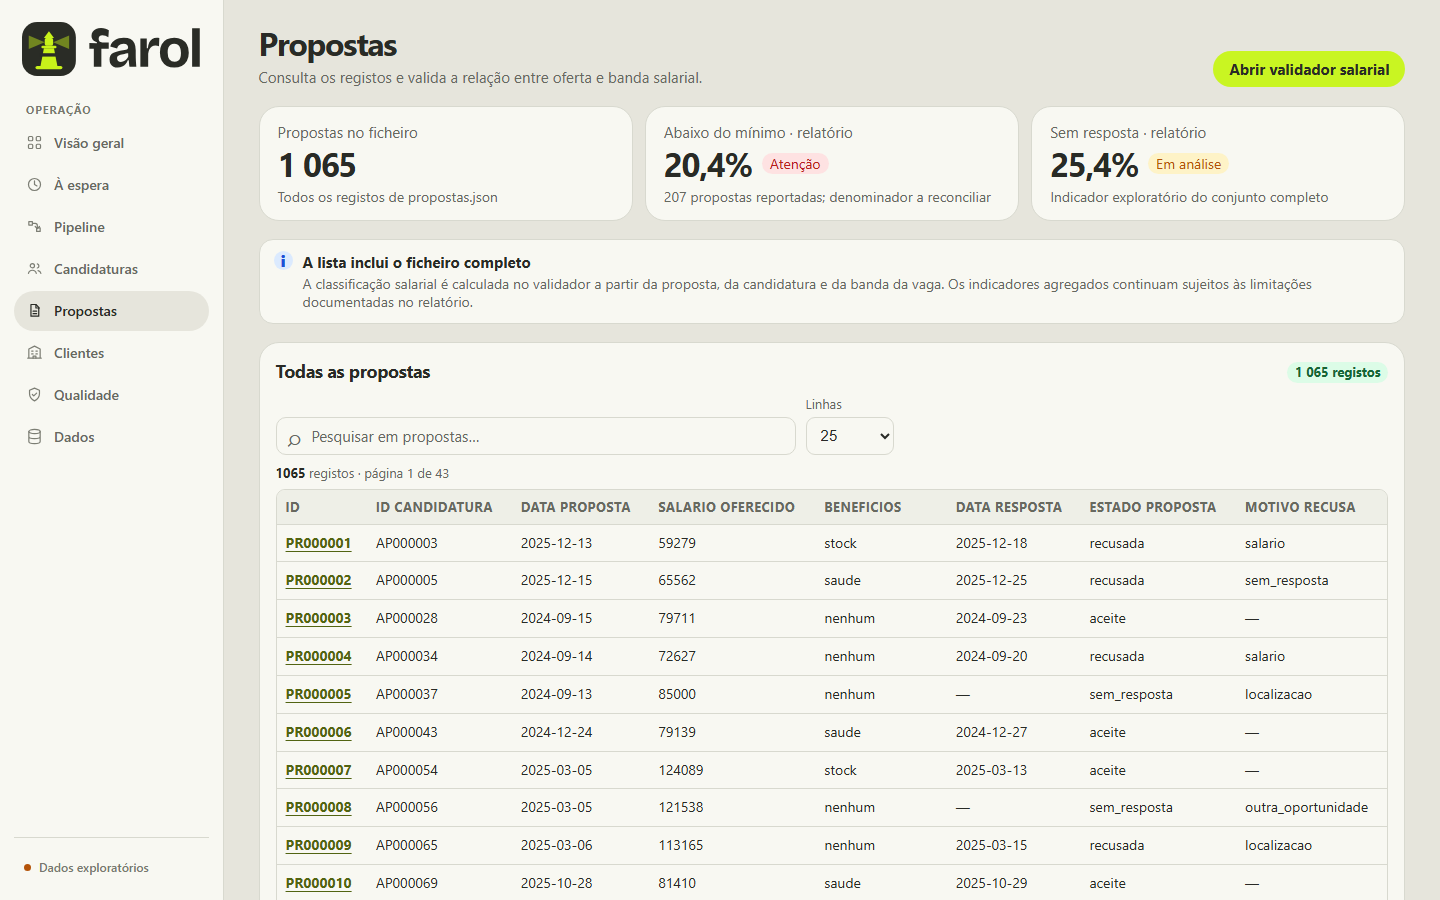 farol
OPERAÇÃO
Visão geral
À espera
Pipeline
Candidaturas
Propostas
Clientes
Qualidade
Dados
Dados exploratórios
Propostas
Consulta os registos e valida a relação entre oferta e banda salarial.
Abrir validador salarial
Propostas no ficheiro
1 065
Todos os registos de propostas.json
Abaixo do mínimo · relatório
20,4% Atenção
207 propostas reportadas; denominador a reconciliar
Sem resposta · relatório
25,4% Em análise
Indicador exploratório do conjunto completo
A lista inclui o ficheiro completo
A classificação salarial é calculada no validador a partir da proposta, da candidatura e da banda da vaga. Os indicadores agregados continuam sujeitos às limitações
documentadas no relatório.
Todas as propostas
1 065 registos
Linhas
Pesquisar em propostas...
25
1065 registos · página 1 de 43
ID ID CANDIDATURA DATA PROPOSTA SALARIO OFERECIDO BENEFICIOS DATA RESPOSTA ESTADO PROPOSTA MOTIVO RECUSA
PR000001 AP000003 2025-12-13 59279 stock 2025-12-18 recusada salario
PR000002 AP000005 2025-12-15 65562 saude 2025-12-25 recusada sem_resposta
PR000003 AP000028 2024-09-15 79711 nenhum 2024-09-23 aceite —
PR000004 AP000034 2024-09-14 72627 nenhum 2024-09-20 recusada salario
PR000005 AP000037 2024-09-13 85000 nenhum — sem_resposta localizacao
PR000006 AP000043 2024-12-24 79139 saude 2024-12-27 aceite —
PR000007 AP000054 2025-03-05 124089 stock 2025-03-13 aceite —
PR000008 AP000056 2025-03-05 121538 nenhum — sem_resposta outra_oportunidade
PR000009 AP000065 2025-03-06 113165 nenhum 2025-03-15 recusada localizacao
PR000010 AP000069 2025-10-28 81410 saude 2025-10-29 aceite —